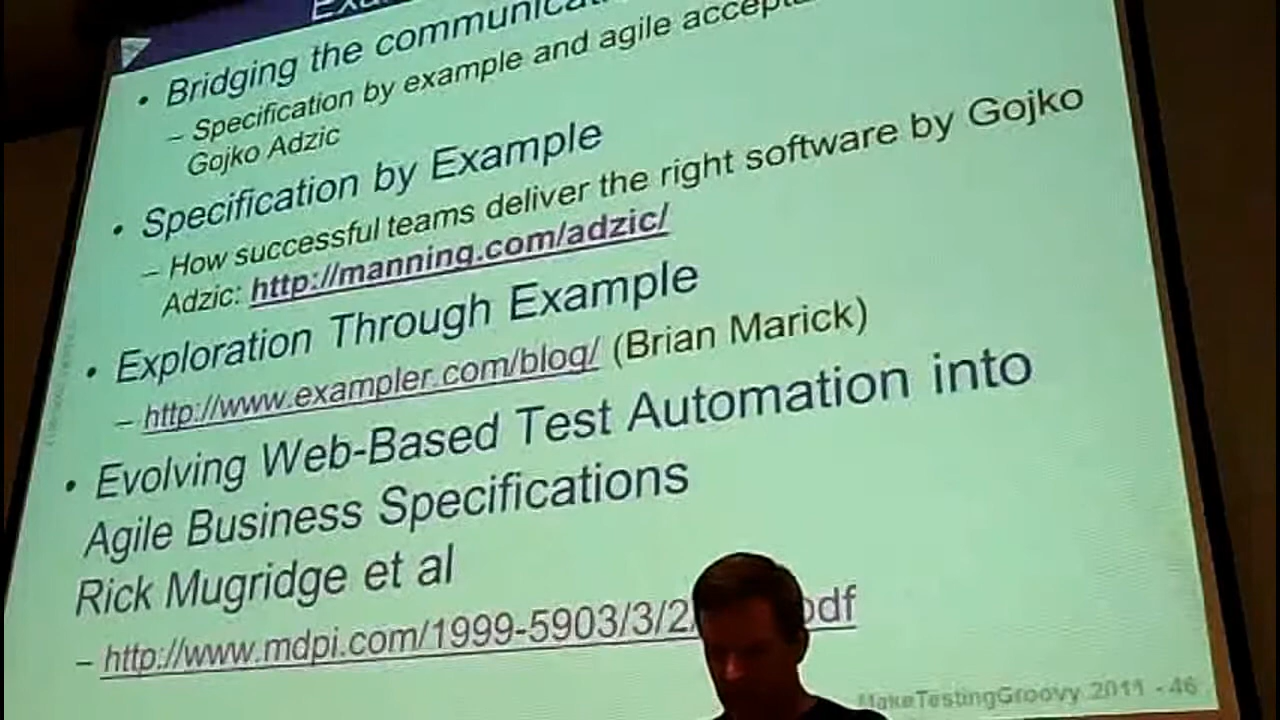 • Bridging the
– Specification by example and agile
Gojko Adzic
• Specification by Example
– How successful teams deliver the right software by Gojko
Adzic: http://manning.com/adzic/
• Exploration Through Example
– http://www.exampler.com/blog/ (Brian Marick)
• Evolving Web-Based Test Automation into
Agile Business Specifications
Rick Mugridge et al
– http://www.mdpi.com/1999-5903/3/2 pdf
MakeTestingGroovy 2011 - 46